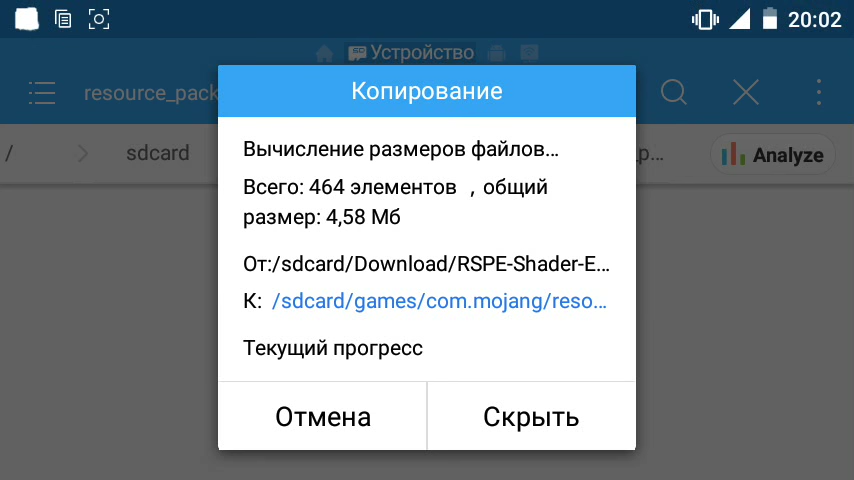 20:02
Устройство
resource_pack
Копирование
/
sdcard
_p...
Analyze
Вычисление размеров файлов...
Всего: 464 элементов , общий
размер: 4,58 Мб
От:/sdcard/Download/RSPE-Shader-E...
К: /sdcard/games/com.mojang/reso...
Текущий прогресс
Отмена
Скрыть